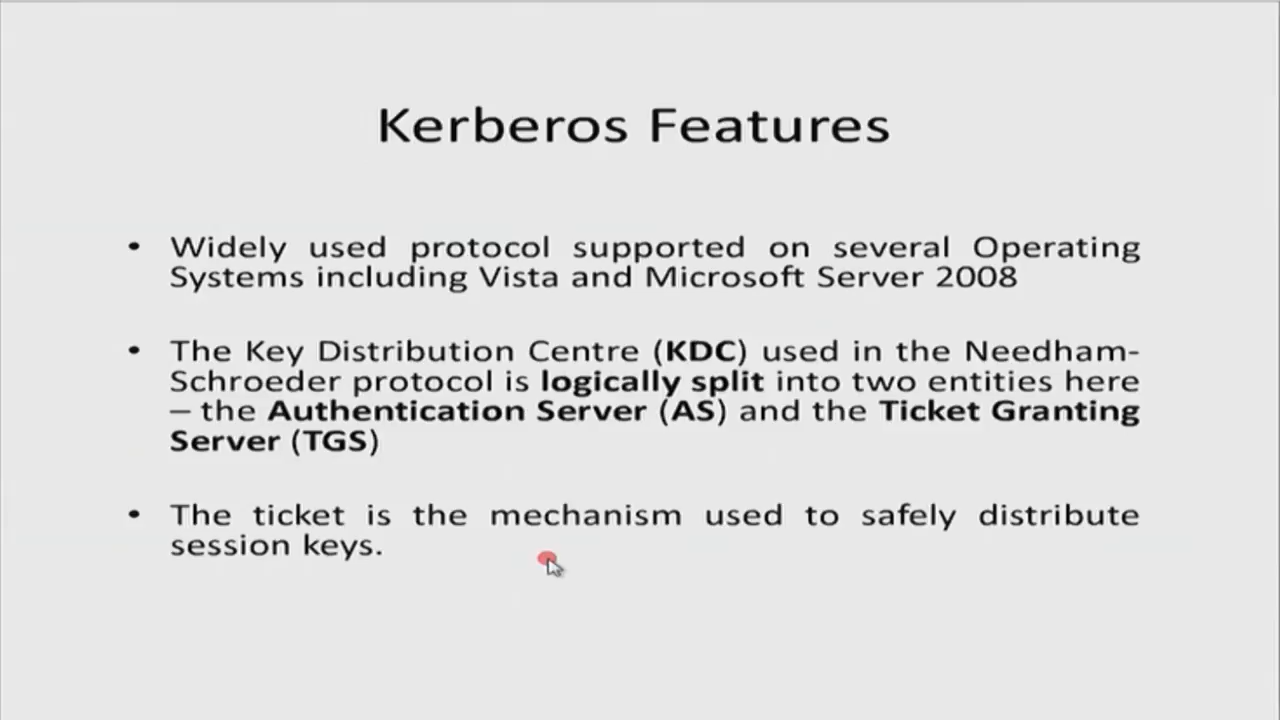 Kerberos Features
• Widely used protocol supported on several Operating
Systems including Vista and Microsoft Server 2008
• The Key Distribution Centre (KDC) used in the Needham-
Schroeder protocol is logically split into two entities here
– the Authentication Server (AS) and the Ticket Granting
Server (TGS)
• The ticket is the mechanism used to safely distribute
session keys.